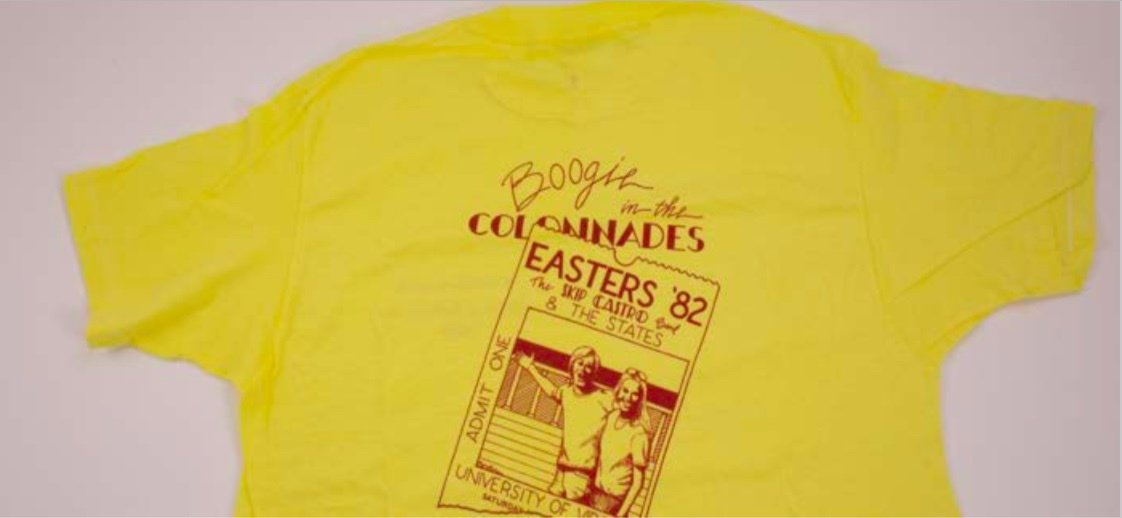 Boogie
in the
COLONNADES
EASTERS '82
The SKIP CASTRO Band
& THE STATES
ADMIT ONE
UNIVERSITY OF